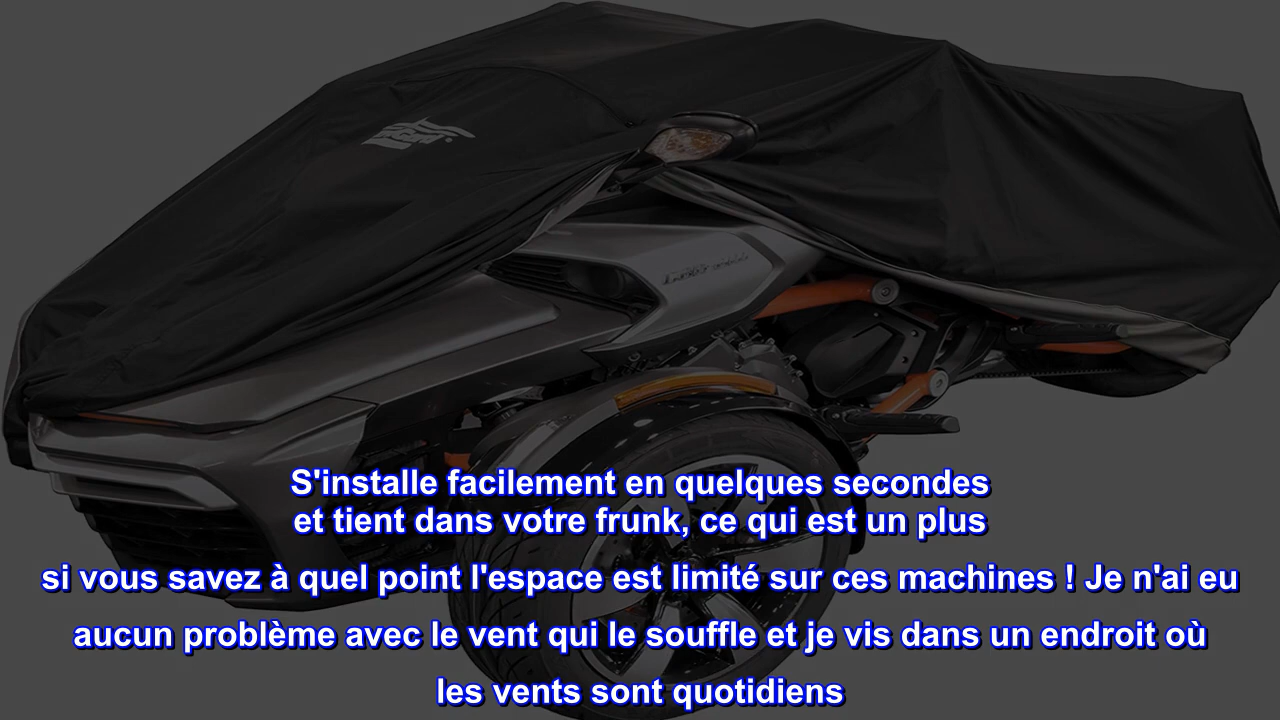 S'installe facilement en quelques secondes
et tient dans votre frunk, ce qui est un plus
si vous savez à quel point l'espace est limité sur ces machines ! Je n'ai eu
aucun problème avec le vent qui le souffle et je vis dans un endroit où
les vents sont quotidiens